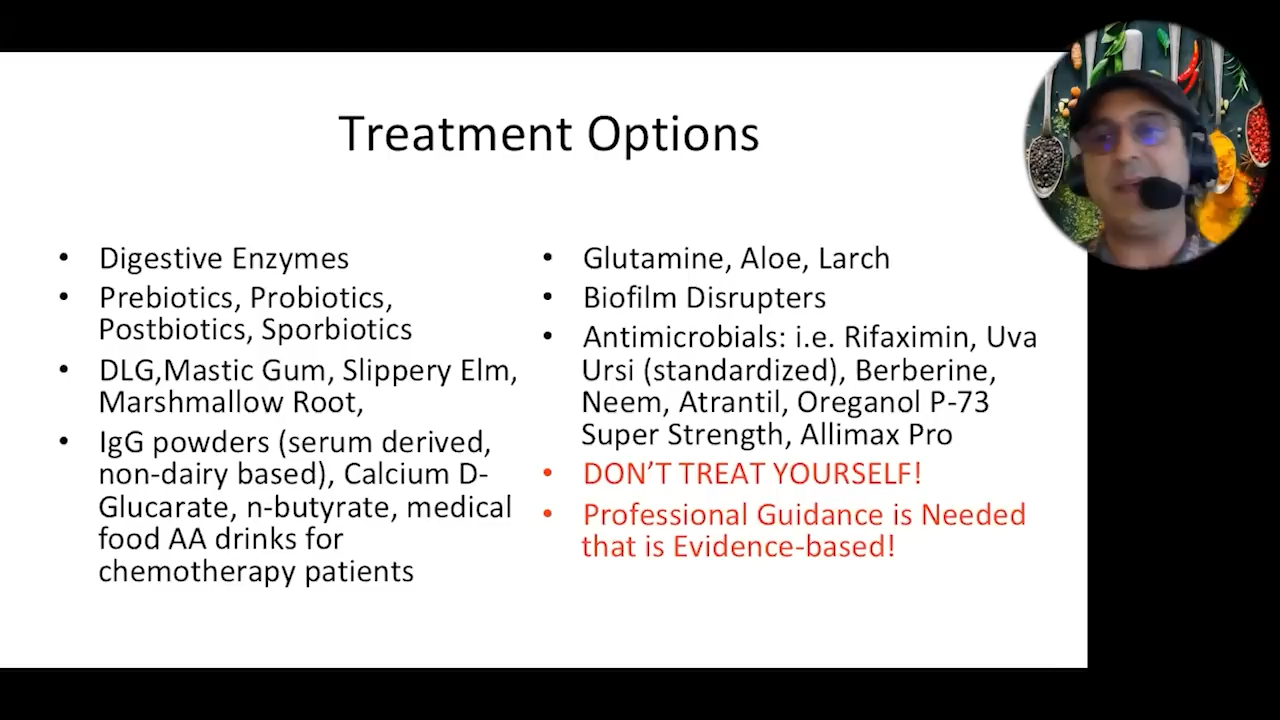 Treatment Options
• Digestive Enzymes
• Prebiotics, Probiotics,
Postbiotics, Sporbiotics
• DLG,Mastic Gum, Slippery Elm,
Marshmallow Root,
• IgG powders (serum derived,
non-dairy based), Calcium D-
Glucarate, n-butyrate, medical
food AA drinks for
chemotherapy patients
• Glutamine, Aloe, Larch
• Biofilm Disrupters
• Antimicrobials: i.e. Rifaximin, Uva
Ursi (standardized), Berberine,
Neem, Atrantil, Oreganol P-73
Super Strength, Allimax Pro
• DON’T TREAT YOURSELF!
• Professional Guidance is Needed
that is Evidence-based!